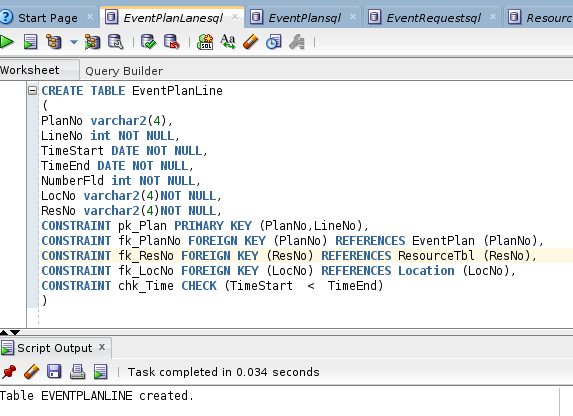 Start Page EventPlanLanesql EventPlansql EventRequestsql Resourc
Worksheet Query Builder
CREATE TABLE EventPlanLine
(
PlanNo varchar2(4),
LineNo int NOT NULL,
TimeStart DATE NOT NULL,
TimeEnd DATE NOT NULL,
NumberFld int NOT NULL,
LocNo varchar2(4)NOT NULL,
ResNo varchar2(4)NOT NULL,
CONSTRAINT pk_Plan PRIMARY KEY (PlanNo,LineNo),
CONSTRAINT fk_PlanNo FOREIGN KEY (PlanNo) REFERENCES EventPlan (PlanNo),
CONSTRAINT fk_ResNo FOREIGN KEY (ResNo) REFERENCES ResourceTbl (ResNo),
CONSTRAINT fk_LocNo FOREIGN KEY (LocNo) REFERENCES Location (LocNo),
CONSTRAINT chk_Time CHECK (TimeStart < TimeEnd)
)
Script Output x
Task completed in 0.034 seconds
Table EVENTPLANLINE created.